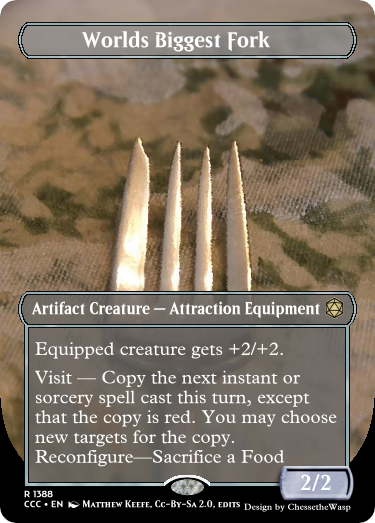 Worlds Biggest Fork
Artifact Creature — Attraction Equipment
Equipped creature gets +2/+2.
Visit — Copy the next instant or
sorcery spell cast this turn, except
that the copy is red. You may choose
new targets for the copy.
Reconfigure—Sacrifice a Food
2/2
R 1388
CCC • EN Matthew Keefe, Cc-By-Sa 2.0, edits
Design by ChessetheWasp